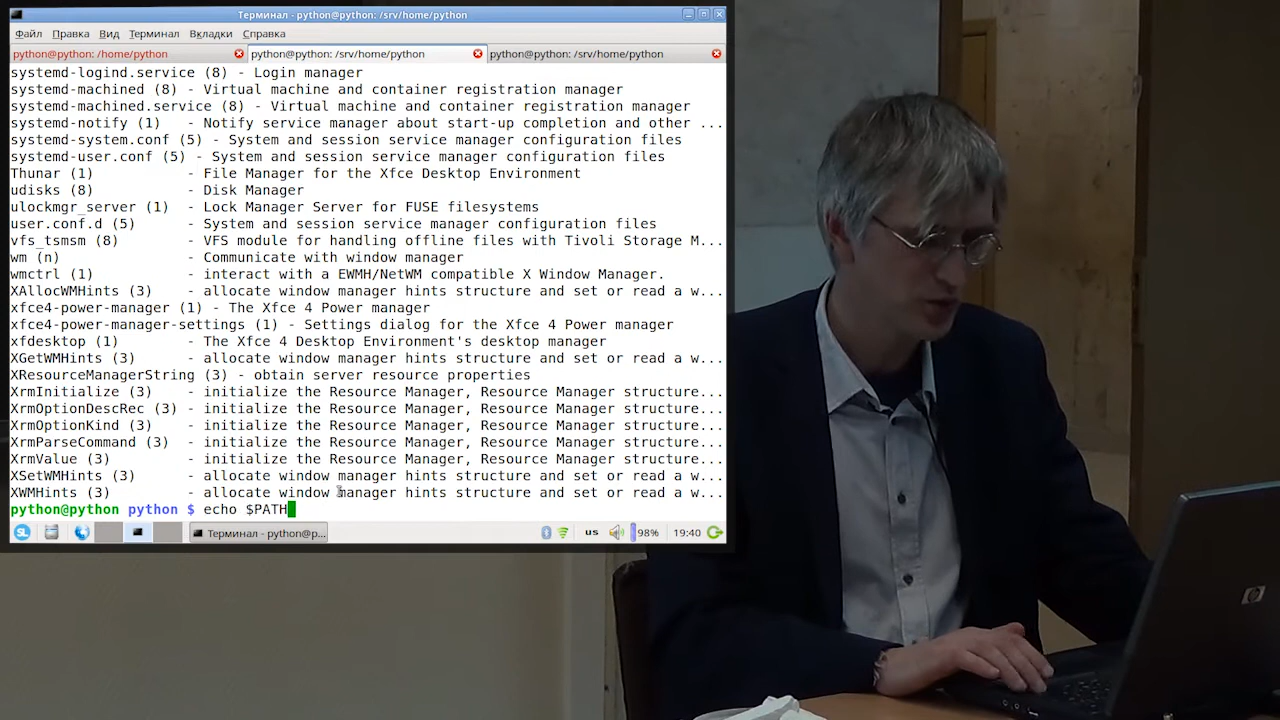 Терминал - python@python: /srv/home/python
Файл Правка Вид Терминал Вкладки Справка
python@python: /home/python python@python: /srv/home/python python@python: /srv/home/python
systemd-logind.service (8) - Login manager
systemd-machined (8) - Virtual machine and container registration manager
systemd-machined.service (8) - Virtual machine and container registration manager
systemd-notify (1) - Notify service manager about start-up completion and other ...
systemd-system.conf (5) - System and session service manager configuration files
systemd-user.conf (5) - System and session service manager configuration files
Thunar (1) - File Manager for the Xfce Desktop Environment
udisks (8) - Disk Manager
ulockmgr_server (1) - Lock Manager Server for FUSE filesystems
user.conf.d (5) - System and session service manager configuration files
vfs_tsmsm (8) - VFS module for handling offline files with Tivoli Storage M...
wm (n) - Communicate with window manager
wmctrl (1) - interact with a EWMH/NetWM compatible X Window Manager.
XAllocWMHints (3) - allocate window manager hints structure and set or read a w...
xfce4-power-manager (1) - The Xfce 4 Power manager
xfce4-power-manager-settings (1) - Settings dialog for the Xfce 4 Power manager
xfdesktop (1) - The Xfce 4 Desktop Environment's desktop manager
XGetWMHints (3) - allocate window manager hints structure and set or read a w...
XResourceManagerString (3) - obtain server resource properties
XrmInitialize (3) - initialize the Resource Manager, Resource Manager structure...
XrmOptionDescRec (3) - initialize the Resource Manager, Resource Manager structure...
XrmOptionKind (3) - initialize the Resource Manager, Resource Manager structure...
XrmParseCommand (3) - initialize the Resource Manager, Resource Manager structure...
XrmValue (3) - initialize the Resource Manager, Resource Manager structure...
XSetWMHints (3) - allocate window manager hints structure and set or read a w...
XWMHints (3) - allocate window manager hints structure and set or read a w...
python@python python $ echo $PATH
Терминал - python@p... us 98% 19:40
hp